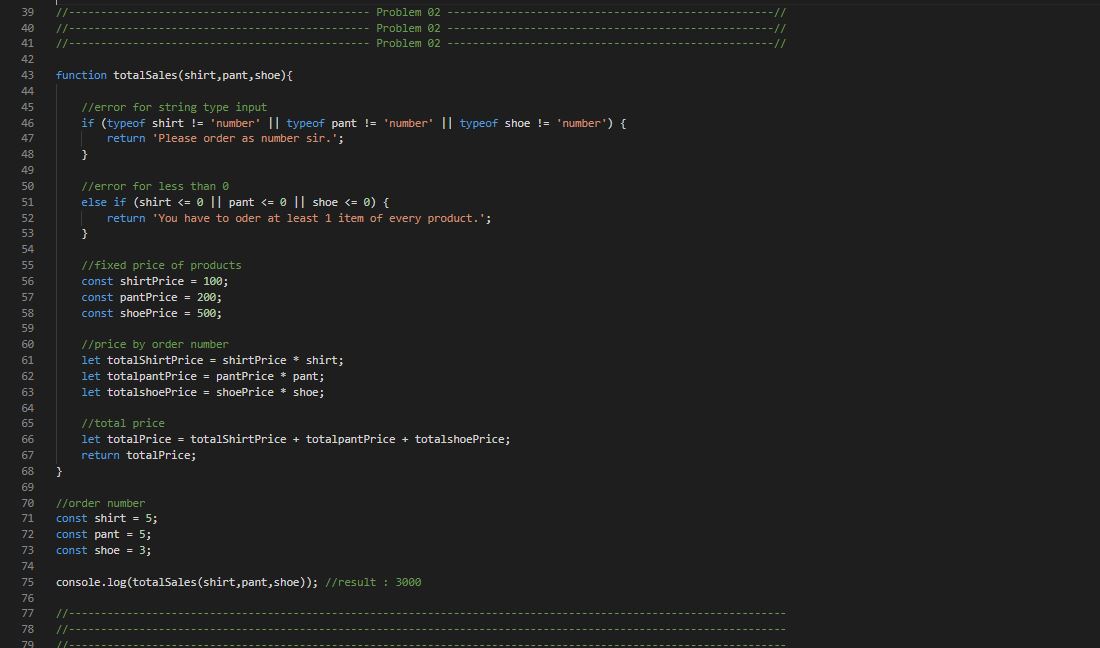 39 //----------------------------------------------- Problem 02 ---------------------------------------------------//
40 //----------------------------------------------- Problem 02 ---------------------------------------------------//
41 //----------------------------------------------- Problem 02 ---------------------------------------------------//
42
43 function totalSales(shirt,pant,shoe){
44
45 //error for string type input
46 if (typeof shirt != 'number' || typeof pant != 'number' || typeof shoe != 'number') {
47 return 'Please order as number sir.';
48 }
49
50 //error for less than 0
51 else if (shirt <= 0 || pant <= 0 || shoe <= 0) {
52 return 'You have to oder at least 1 item of every product.';
53 }
54
55 //fixed price of products
56 const shirtPrice = 100;
57 const pantPrice = 200;
58 const shoePrice = 500;
59
60 //price by order number
61 let totalShirtPrice = shirtPrice * shirt;
62 let totalpantPrice = pantPrice * pant;
63 let totalshoePrice = shoePrice * shoe;
64
65 //total price
66 let totalPrice = totalShirtPrice + totalpantPrice + totalshoePrice;
67 return totalPrice;
68 }
69
70 //order number
71 const shirt = 5;
72 const pant = 5;
73 const shoe = 3;
74
75 console.log(totalSales(shirt,pant,shoe)); //result : 3000
76
77 //----------------------------------------------------------------------------------------------------------------
78 //----------------------------------------------------------------------------------------------------------------
79 //----------------------------------------------------------------------------------------------------------------